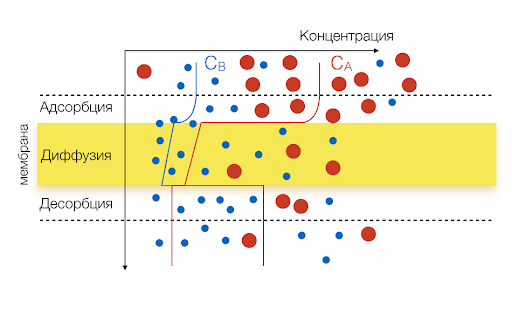 Концентрация
CB
CA
Адсорбция
Диффузия
мембрана
Десорбция